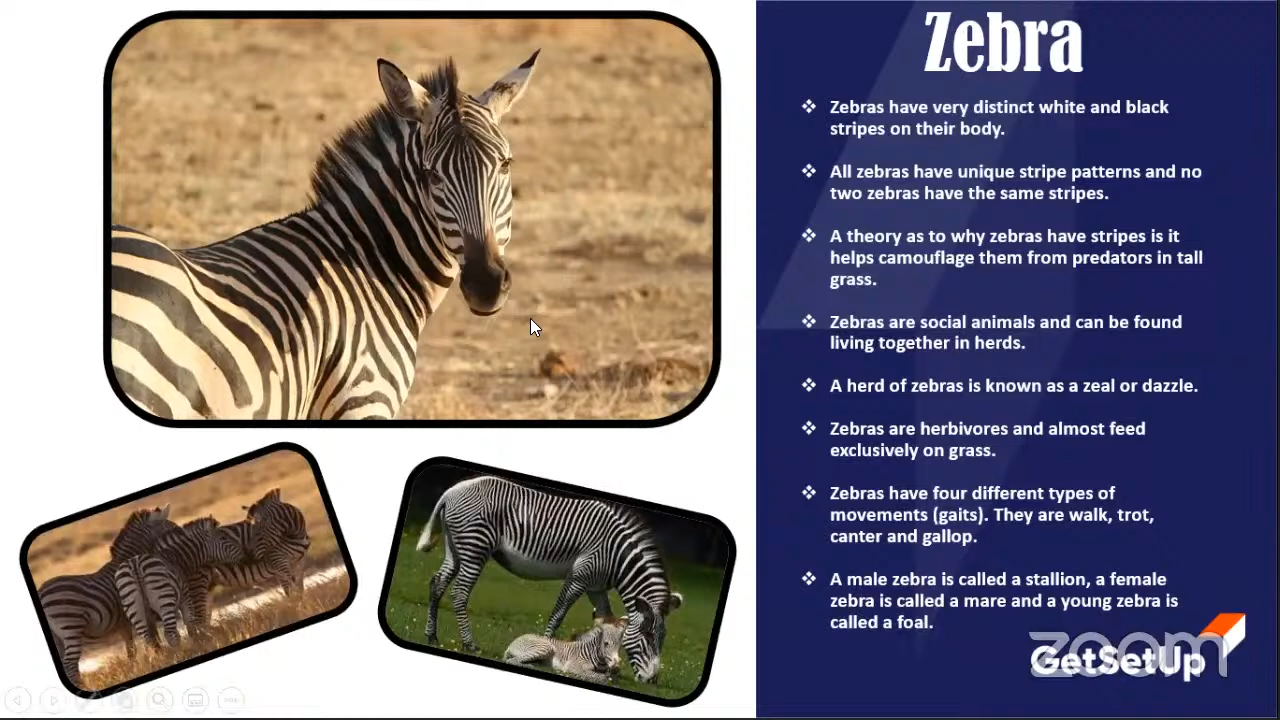 Zebra
❖ Zebras have very distinct white and black
stripes on their body.
❖ All zebras have unique stripe patterns and no
two zebras have the same stripes.
❖ A theory as to why zebras have stripes is it
helps camouflage them from predators in tall
grass.
❖ Zebras are social animals and can be found
living together in herds.
❖ A herd of zebras is known as a zeal or dazzle.
❖ Zebras are herbivores and almost feed
exclusively on grass.
❖ Zebras have four different types of
movements (gaits). They are walk, trot,
canter and gallop.
❖ A male zebra is called a stallion, a female
zebra is called a mare and a young zebra is
called a foal.
zoom
GetSetUp